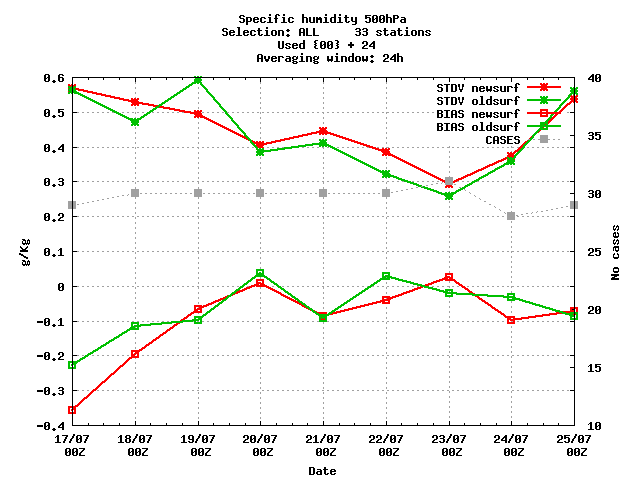 Specific humidity 500hPa
Selection: ALL     33 stations
Used {00} + 24
Averaging window: 24h
0.6
0.5
0.4
0.3
0.2
0.1
0
-0.1
-0.2
-0.3
-0.4
g/Kg
STDV newsurf
STDV oldsurf
BIAS newsurf
BIAS oldsurf
CASES
40
35
30
25
20
15
10
No cases
17/07 18/07 19/07 20/07 21/07 22/07 23/07 24/07 25/07
00Z 00Z 00Z 00Z 00Z 00Z 00Z 00Z 00Z
Date